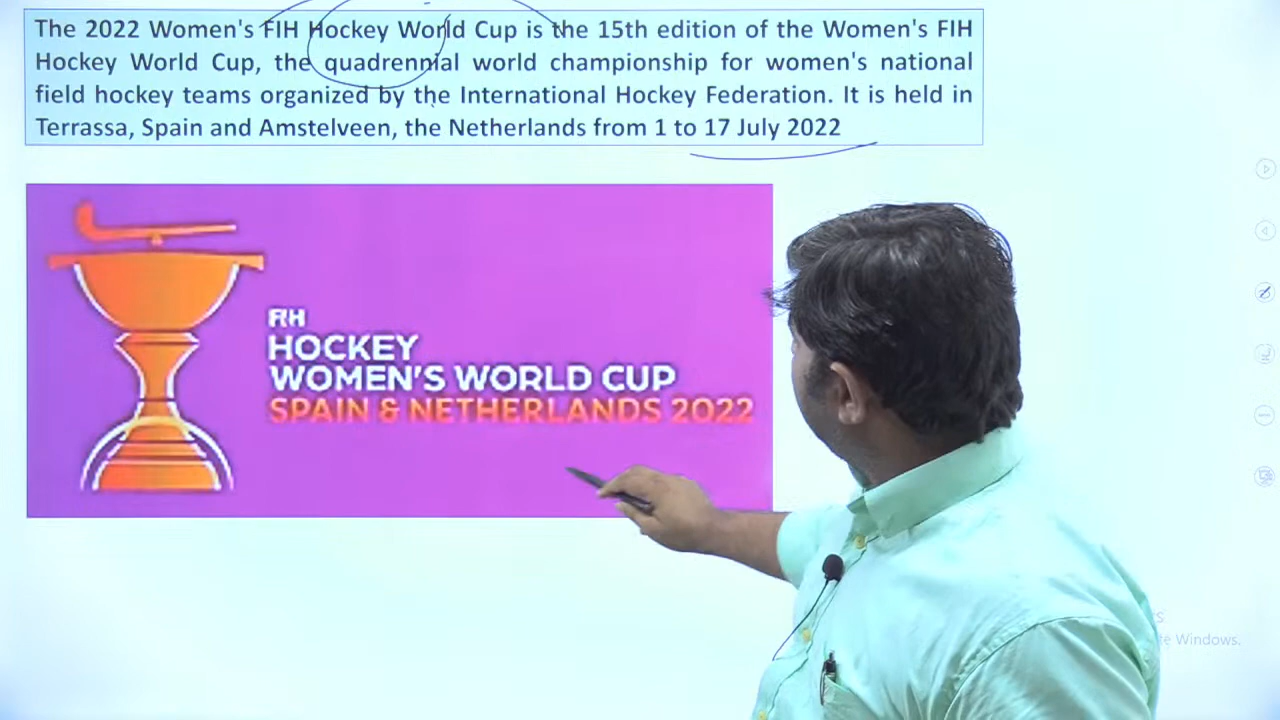 The 2022 Women's FIH Hockey World Cup is the 15th edition of the Women's FIH
Hockey World Cup, the quadrennial world championship for women's national
field hockey teams organized by the International Hockey Federation. It is held in
Terrassa, Spain and Amstelveen, the Netherlands from 1 to 17 July 2022
FIH
HOCKEY
WOMEN'S WORLD CUP
SPAIN & NETHERLANDS 2022
Windows.